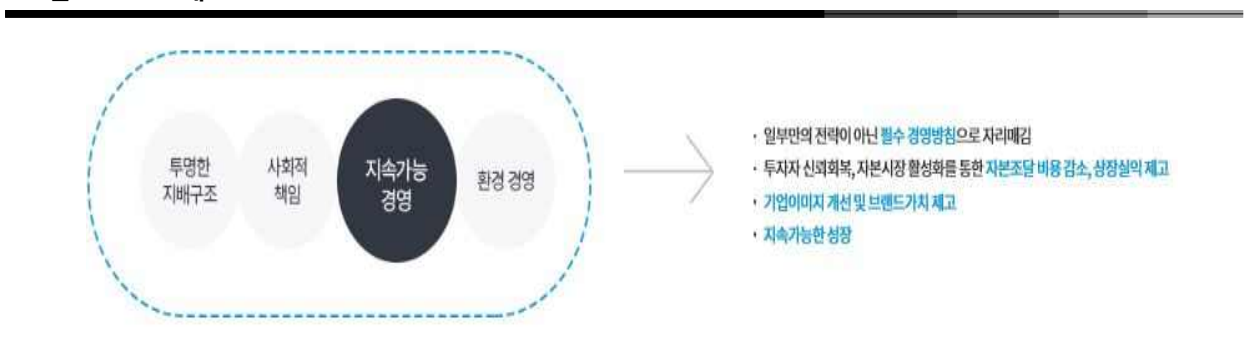 투명한
지배구조
사회적
책임
지속가능
경영
환경 경영
· 일부만의 전략이 아닌 필수 경영방침으로 자리매김
· 투자자 신뢰회복, 자본시장 활성화를 통한 자본조달 비용 감소, 상장실익 제고
· 기업이미지 개선 및 브랜드가치 제고
· 지속가능한 성장